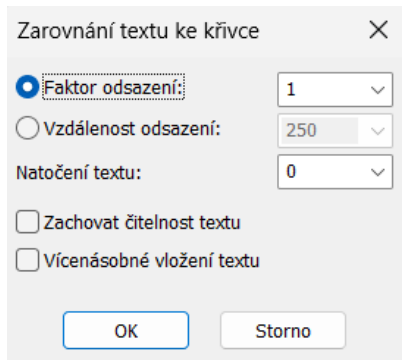 Zarovnání textu ke křivce
Faktor odsazení: 1
Vzdálenost odsazení: 250
Natočení textu: 0
Zachovat čitelnost textu
Vícenásobné vložení textu
OK Storno